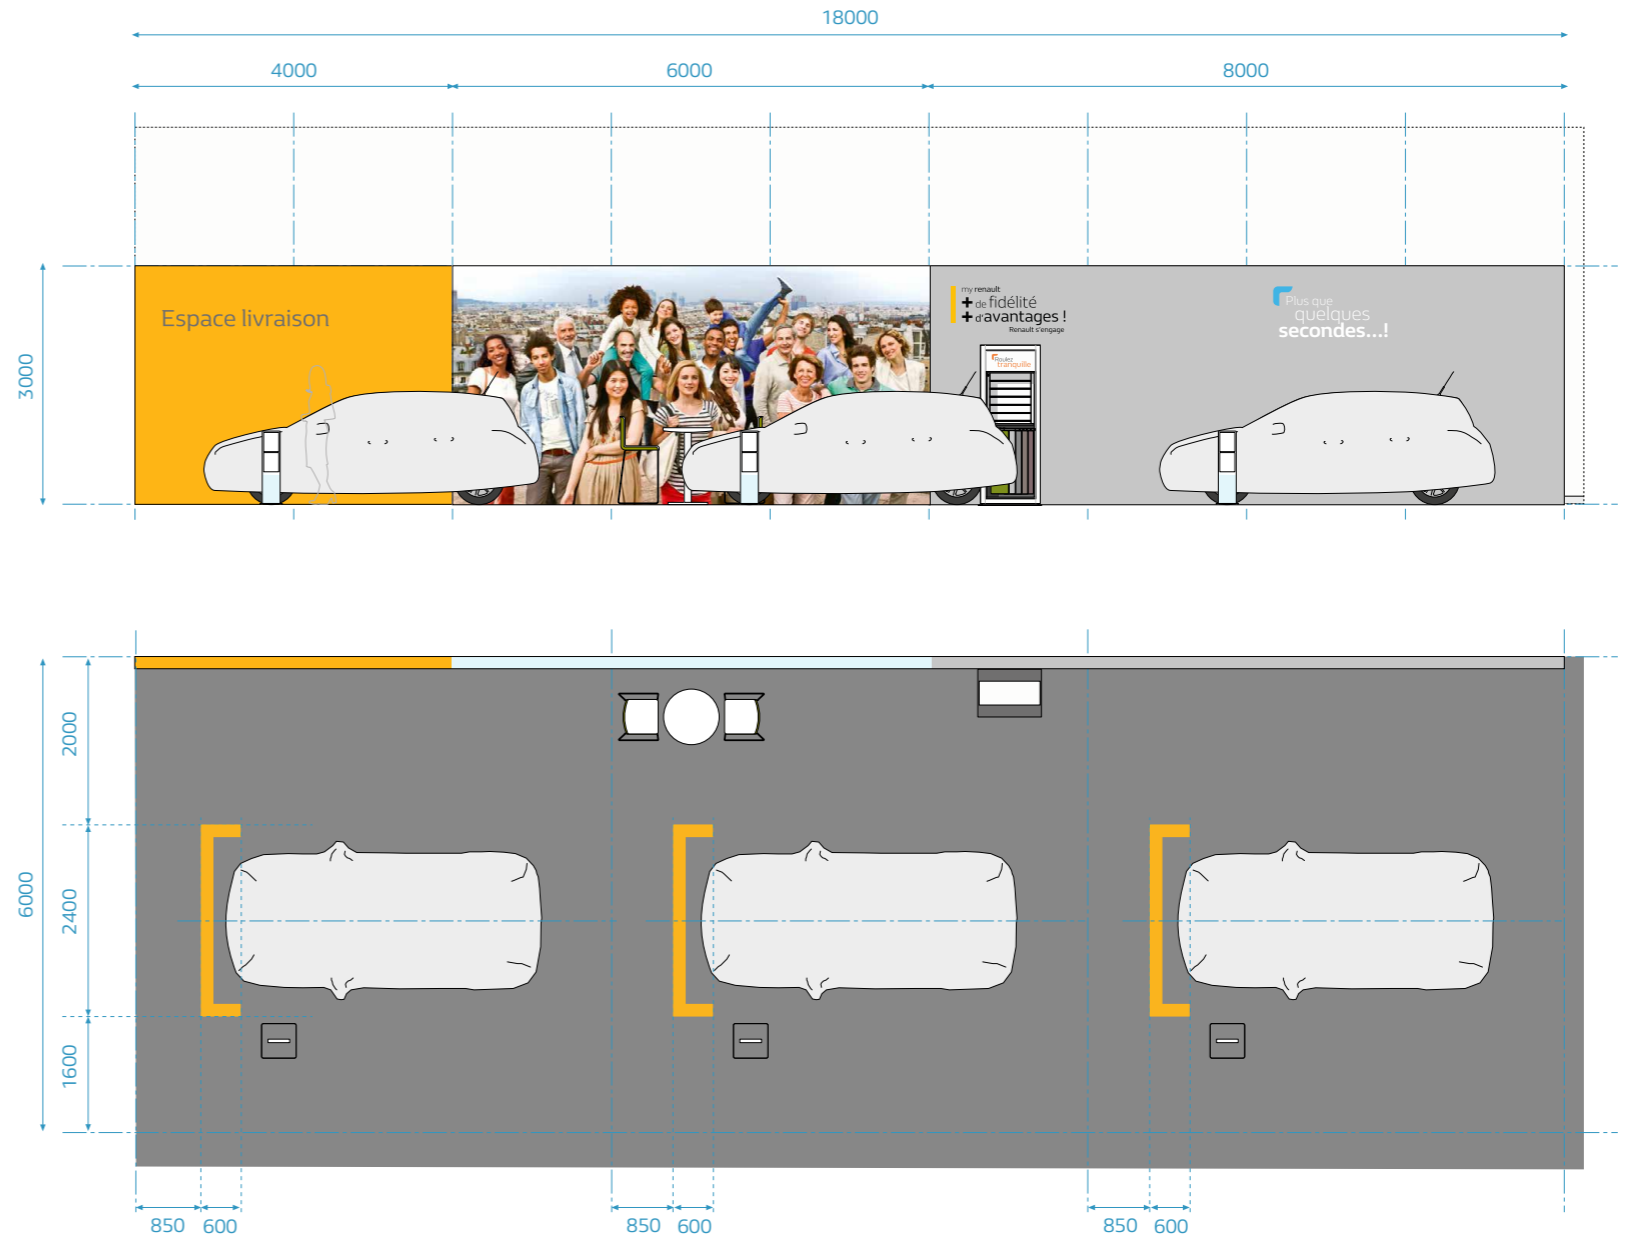 18000
4000
6000
8000
3000
Espace livraison
my renault
+ de fidélité
+ d'avantages !
Renault s'engage
Roulez
tranquille
Plus que
quelques
secondes...!
6000
2000
2400
1600
850
600
850
600
850
600